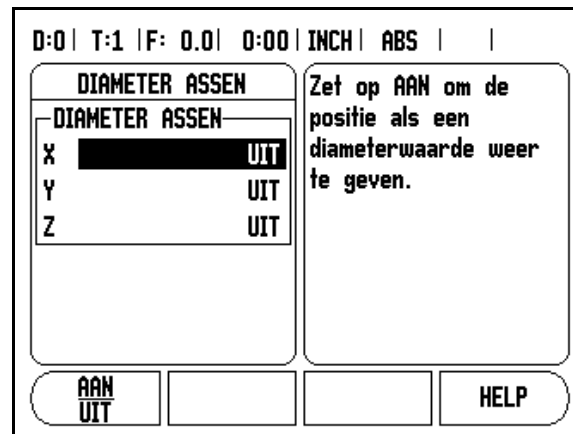 D:0 | T:1 | F: 0.0 | 0:00 | INCH | ABS | |
DIAMETER ASSEN
DIAMETER ASSEN
X UIT
Y UIT
Z UIT
Zet op AAN om de
positie als een
diameterwaarde weer
te geven.
AAN
UIT
HELP